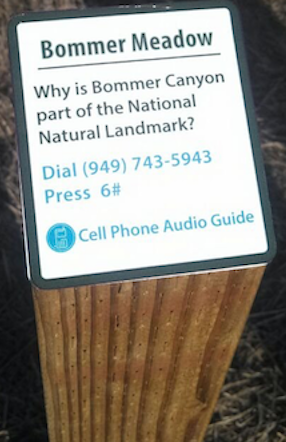 Bommer Meadow
Why is Bommer Canyon
part of the National
Natural Landmark?
Dial (949) 743-5943
Press 6#
Cell Phone Audio Guide